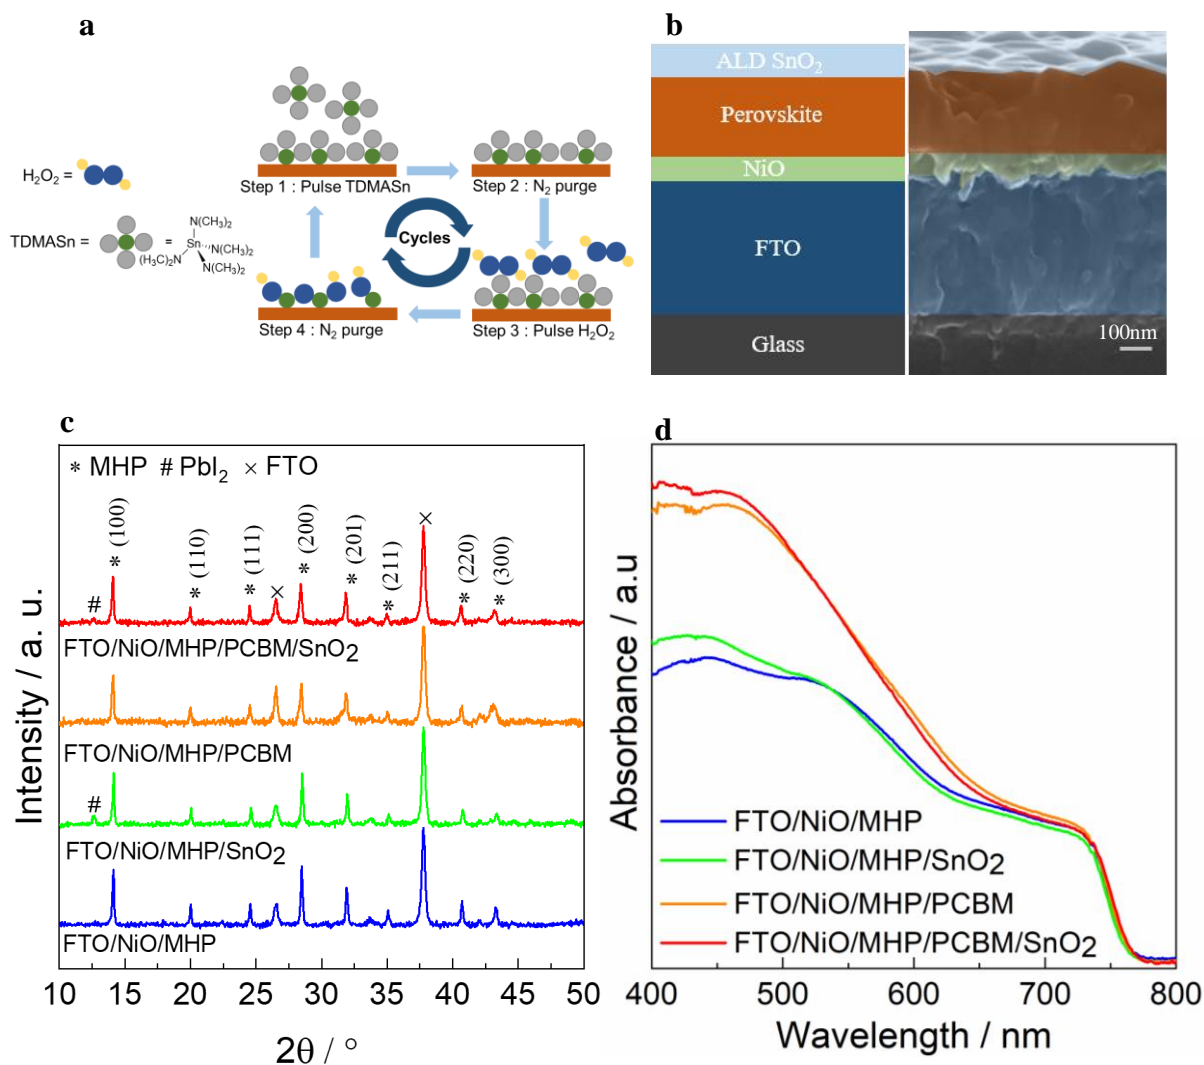 a
H2O2 =
TDMASn =
=
N(CH3)2
Sn
(H3C)2N
N(CH3)2
N(CH3)2
Step 1 : Pulse TDMASn
Step 2 : N2 purge
Cycles
Step 4 : N2 purge
Step 3 : Pulse H2O2
b
ALD SnO2
Perovskite
NiO
FTO
Glass
100nm
c
* MHP # PbI2 × FTO
* (100)
* (110)
* (111)
×
* (200)
* (201)
* (211)
×
* (220)
* (300)
#
FTO/NiO/MHP/PCBM/SnO2
FTO/NiO/MHP/PCBM
#
FTO/NiO/MHP/SnO2
FTO/NiO/MHP
Intensity / a. u.
10 15 20 25 30 35 40 45 50
2θ / °
d
Absorbance / a.u
FTO/NiO/MHP
FTO/NiO/MHP/SnO2
FTO/NiO/MHP/PCBM
FTO/NiO/MHP/PCBM/SnO2
400 500 600 700 800
Wavelength / nm